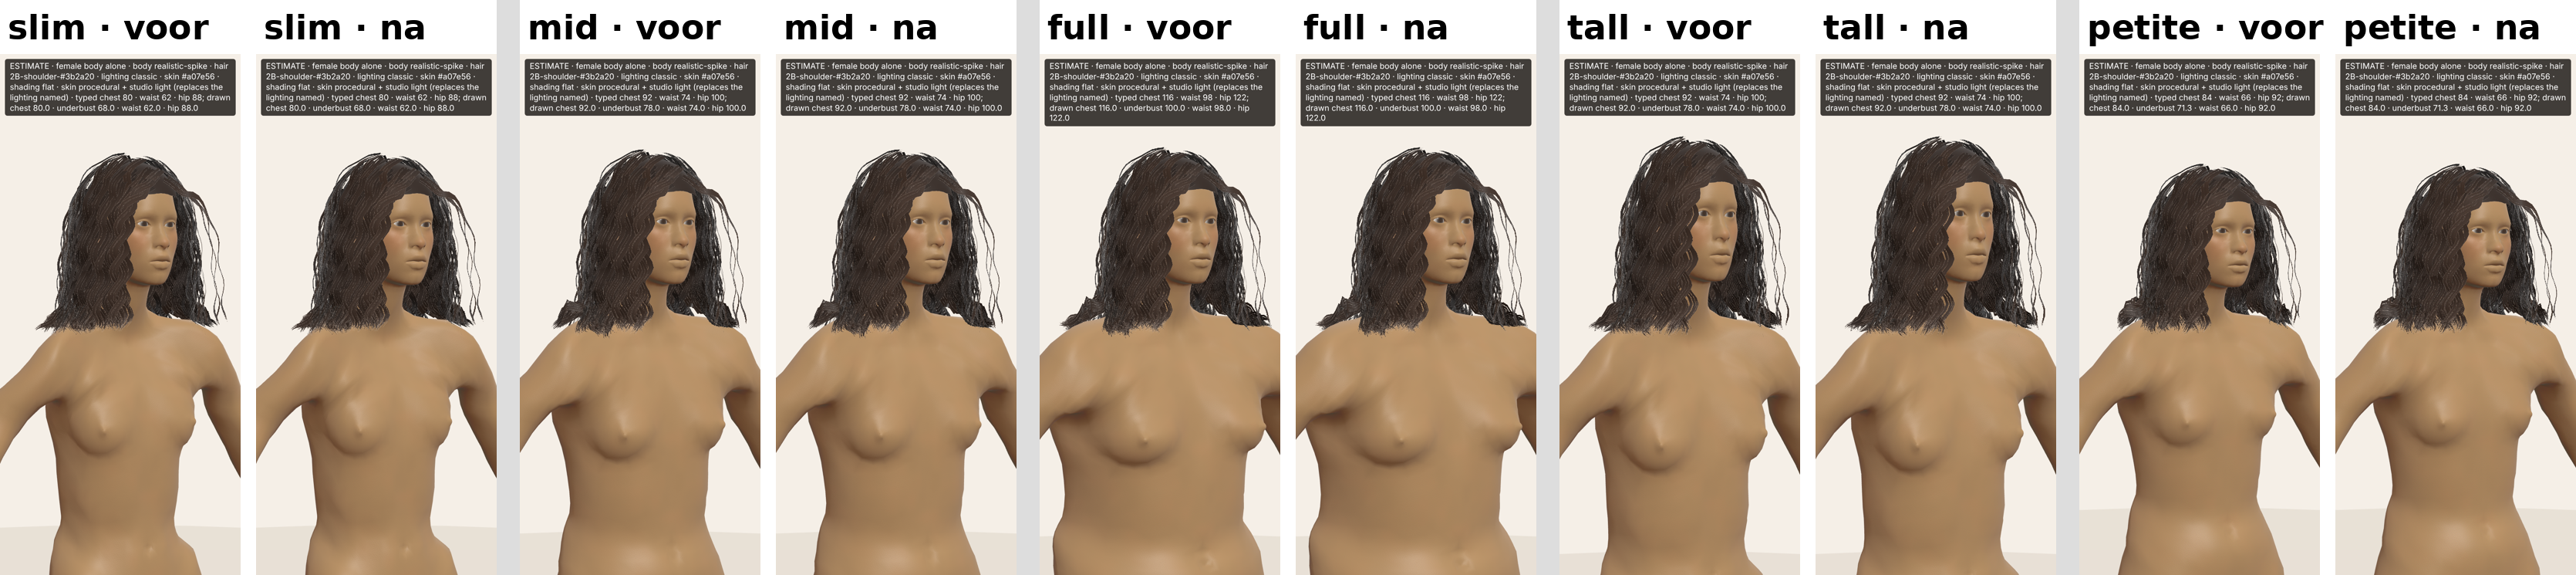 slim · voor
ESTIMATE · female body alone · body realistic-spike · hair
2B-shoulder-#3b2a20 · lighting classic · skin #a07e56 ·
shading flat · skin procedural + studio light (replaces the
lighting named) · typed chest 80 · waist 62 · hip 88; drawn
chest 80.0 · underbust 68.0 · waist 62.0 · hip 88.0
slim · na
ESTIMATE · female body alone · body realistic-spike · hair
2B-shoulder-#3b2a20 · lighting classic · skin #a07e56 ·
shading flat · skin procedural + studio light (replaces the
lighting named) · typed chest 80 · waist 62 · hip 88; drawn
chest 80.0 · underbust 68.0 · waist 62.0 · hip 88.0
mid · voor
ESTIMATE · female body alone · body realistic-spike · hair
2B-shoulder-#3b2a20 · lighting classic · skin #a07e56 ·
shading flat · skin procedural + studio light (replaces the
lighting named) · typed chest 92 · waist 74 · hip 100;
drawn chest 92.0 · underbust 78.0 · waist 74.0 · hip 100.0
mid · na
ESTIMATE · female body alone · body realistic-spike · hair
2B-shoulder-#3b2a20 · lighting classic · skin #a07e56 ·
shading flat · skin procedural + studio light (replaces the
lighting named) · typed chest 92 · waist 74 · hip 100;
drawn chest 92.0 · underbust 78.0 · waist 74.0 · hip 100.0
full · voor
ESTIMATE · female body alone · body realistic-spike · hair
2B-shoulder-#3b2a20 · lighting classic · skin #a07e56 ·
shading flat · skin procedural + studio light (replaces the
lighting named) · typed chest 116 · waist 98 · hip 122;
drawn chest 116.0 · underbust 100.0 · waist 98.0 · hip
122.0
full · na
ESTIMATE · female body alone · body realistic-spike · hair
2B-shoulder-#3b2a20 · lighting classic · skin #a07e56 ·
shading flat · skin procedural + studio light (replaces the
lighting named) · typed chest 116 · waist 98 · hip 122;
drawn chest 116.0 · underbust 100.0 · waist 98.0 · hip
122.0
tall · voor
ESTIMATE · female body alone · body realistic-spike · hair
2B-shoulder-#3b2a20 · lighting classic · skin #a07e56 ·
shading flat · skin procedural + studio light (replaces the
lighting named) · typed chest 92 · waist 74 · hip 100;
drawn chest 92.0 · underbust 78.0 · waist 74.0 · hip 100.0
tall · na
ESTIMATE · female body alone · body realistic-spike · hair
2B-shoulder-#3b2a20 · lighting classic · skin #a07e56 ·
shading flat · skin procedural + studio light (replaces the
lighting named) · typed chest 92 · waist 74 · hip 100;
drawn chest 92.0 · underbust 78.0 · waist 74.0 · hip 100.0
petite · voor
ESTIMATE · female body alone · body realistic-spike · hair
2B-shoulder-#3b2a20 · lighting classic · skin #a07e56 ·
shading flat · skin procedural + studio light (replaces the
lighting named) · typed chest 84 · waist 66 · hip 92; drawn
chest 84.0 · underbust 71.3 · waist 66.0 · hip 92.0
petite · na
ESTIMATE · female body alone · body realistic-spike · hair
2B-shoulder-#3b2a20 · lighting classic · skin #a07e56 ·
shading flat · skin procedural + studio light (replaces the
lighting named) · typed chest 84 · waist 66 · hip 92; drawn
chest 84.0 · underbust 71.3 · waist 66.0 · hip 92.0